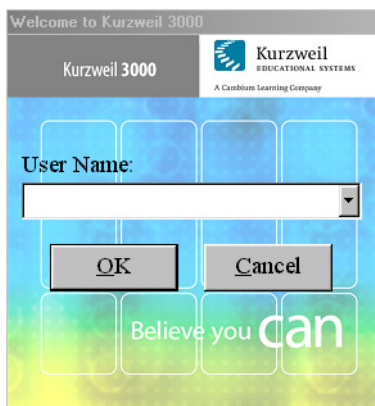 Welcome to Kurzweil 3000
Kurzweil 3000
Kurzweil
EDUCATIONAL SYSTEMS
A Cambium Learning Company
User Name:
OK
Cancel
Believe you can